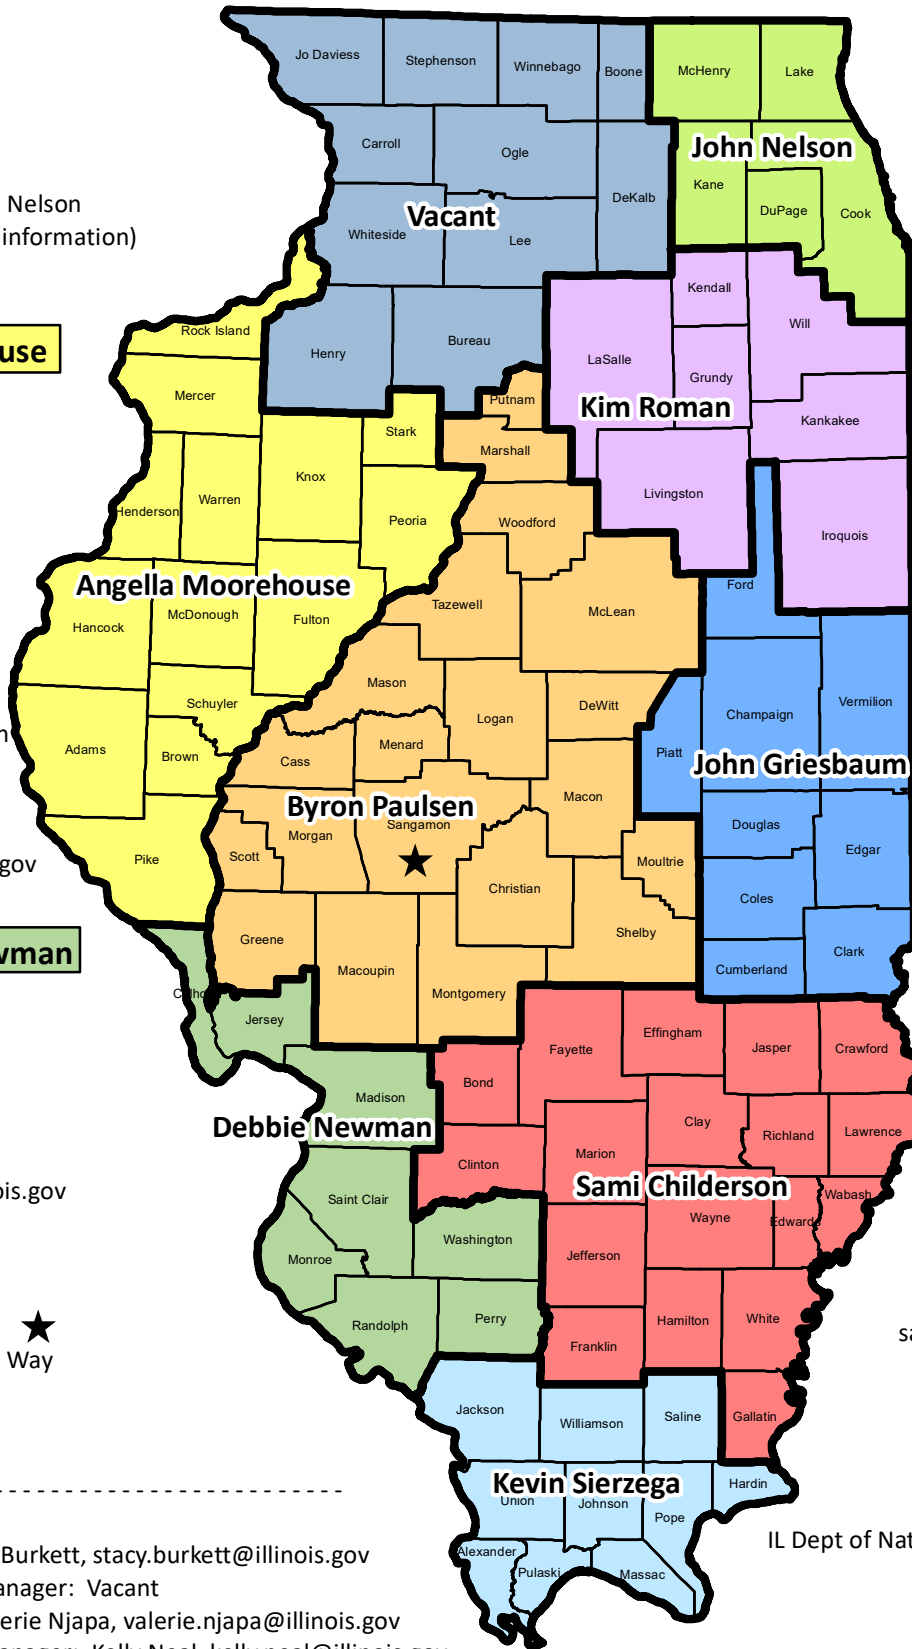 Jo Daviess
Stephenson
Winnebago
Boone
McHenry
Lake
Carroll
Ogle
DeKalb
John Nelson
Kane
DuPage
Cook
Nelson
information)
Vacant
Whiteside
Lee
Kendall
Will
Rock Island
Henry
Bureau
LaSalle
Grundy
use
Mercer
Putnam
Kim Roman
Kankakee
Stark
Marshall
Knox
Livingston
Henderson
Warren
Peoria
Woodford
Iroquois
Angella Moorehouse
Ford
Hancock
McDonough
Fulton
Tazewell
McLean
Mason
Schuyler
Logan
DeWitt
Champaign
Vermilion
Adams
Brown
Cass
Menard
Piatt
John Griesbaum
Byron Paulsen
Macon
Sangamon
Morgan
Douglas
Edgar
Pike
Scott
Moultrie
gov
Christian
Coles
wman
Greene
Shelby
Clark
Macoupin
Cumberland
Montgomery
Jersey
Effingham
Fayette
Jasper
Crawford
Bond
Madison
Debbie Newman
Clay
Richland
Lawrence
Clinton
Marion
Sami Childerson
ois.gov
Saint Clair
Wabash
Wayne
Edwards
Washington
Monroe
Jefferson
Randolph
Perry
Hamilton
White
Franklin
Way
sa
Jackson
Williamson
Saline
Gallatin
Kevin Sierzega
Hardin
Union
Johnson
Pope
IL Dept of Nat
Alexander
Pulaski
Massac
Burkett, stacy.burkett@illinois.gov
anager: Vacant
erie Njapa, valerie.njapa@illinois.gov